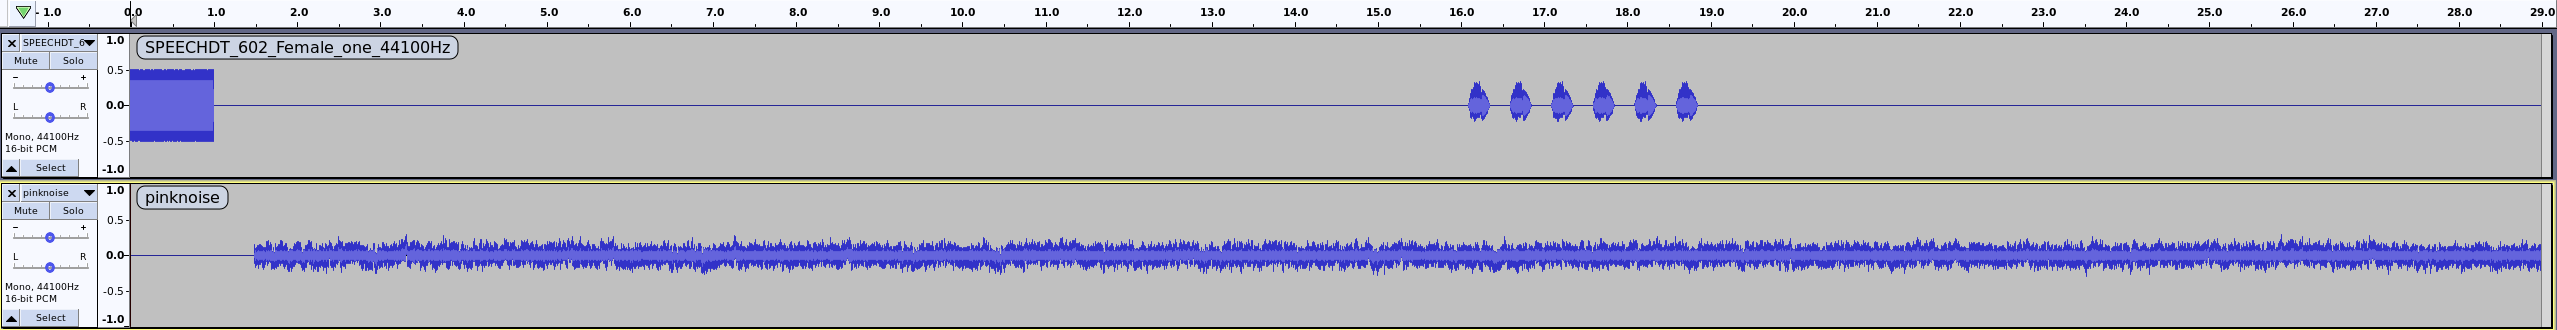 - 1.0 0.0 1.0 2.0 3.0 4.0 5.0 6.0 7.0 8.0 9.0 10.0 11.0 12.0 13.0 14.0 15.0 16.0 17.0 18.0 19.0 20.0 21.0 22.0 23.0 24.0 25.0 26.0 27.0 28.0 29.0
SPEECHDT_6
Mute Solo
- +
L R
Mono, 44100Hz
16-bit PCM
Select
1.0
0.5
0.0
-0.5
-1.0
SPEECHDT_602_Female_one_44100Hz
pinknoise
Mute Solo
- +
L R
Mono, 44100Hz
16-bit PCM
Select
1.0
0.5
0.0
-0.5
-1.0
pinknoise